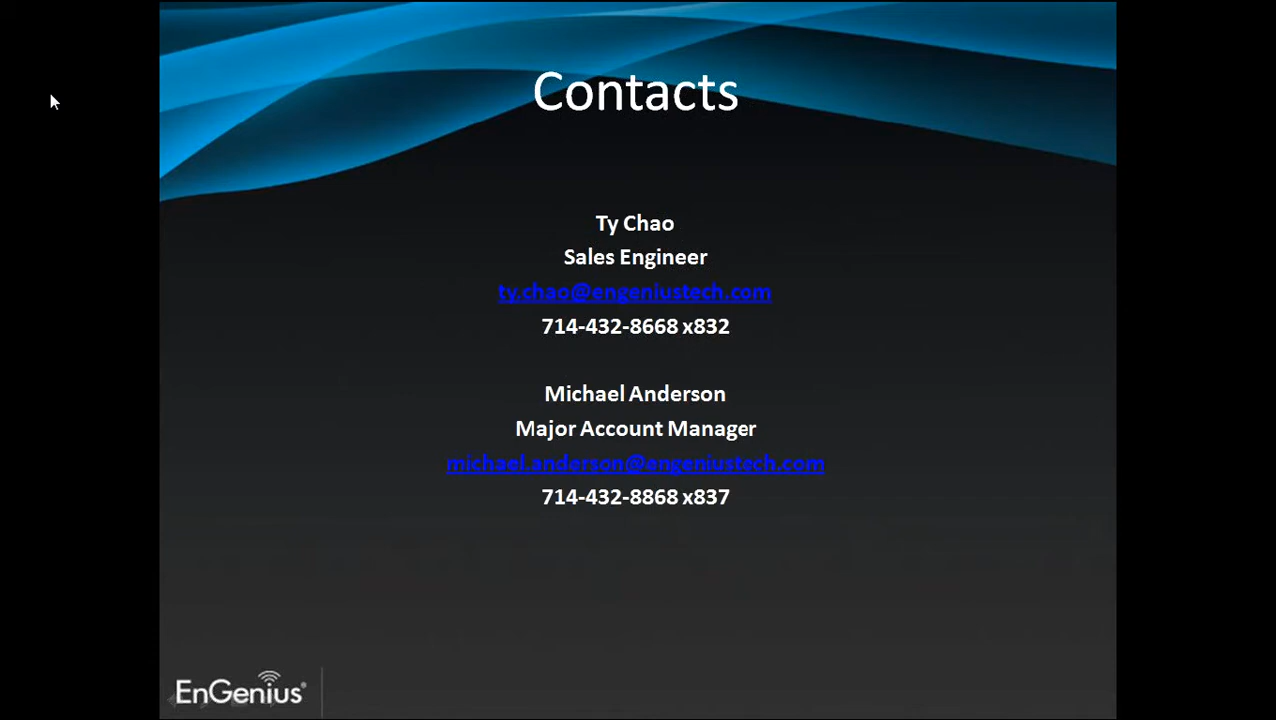 Contacts
Ty Chao
Sales Engineer
ty.chao@engeniustech.com
714-432-8668 x832
Michael Anderson
Major Account Manager
michael.anderson@engeniustech.com
714-432-8868 x837
EnGenius®